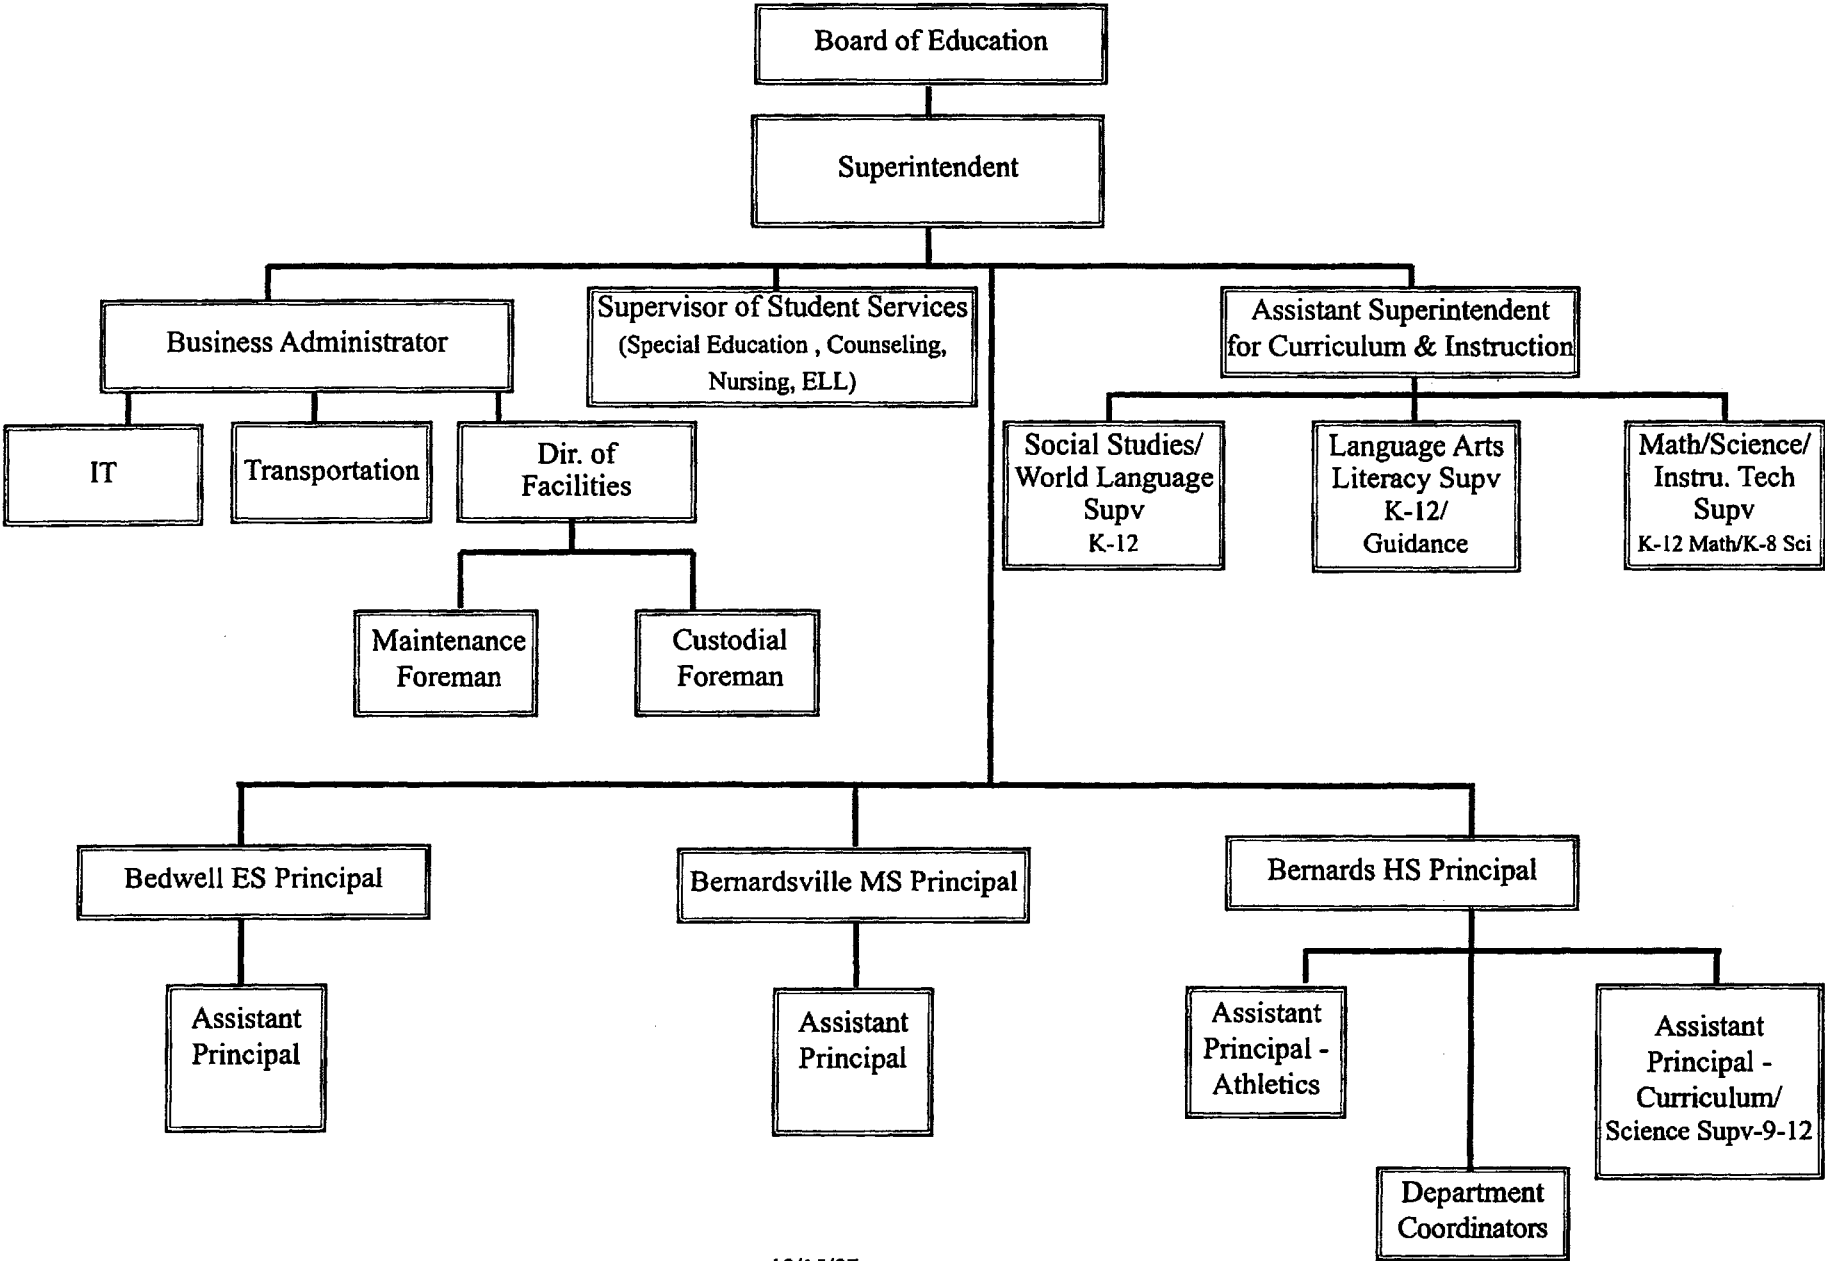 Board of Education
Superintendent
Business Administrator
Supervisor of Student Services
(Special Education , Counseling,
Nursing, ELL)
Assistant Superintendent
for Curriculum & Instruction
IT
Transportation
Dir. of
Facilities
Social Studies/
World Language
Supv
K-12
Language Arts
Literacy Supv
K-12/
Guidance
Math/Science/
Instru. Tech
Supv
K-12 Math/K-8 Sci
Maintenance
Foreman
Custodial
Foreman
Bedwell ES Principal
Bernardsville MS Principal
Bernards HS Principal
Assistant
Principal
Assistant
Principal
Assistant
Principal -
Athletics
Assistant
Principal -
Curriculum/
Science Supv-9-12
Department
Coordinators